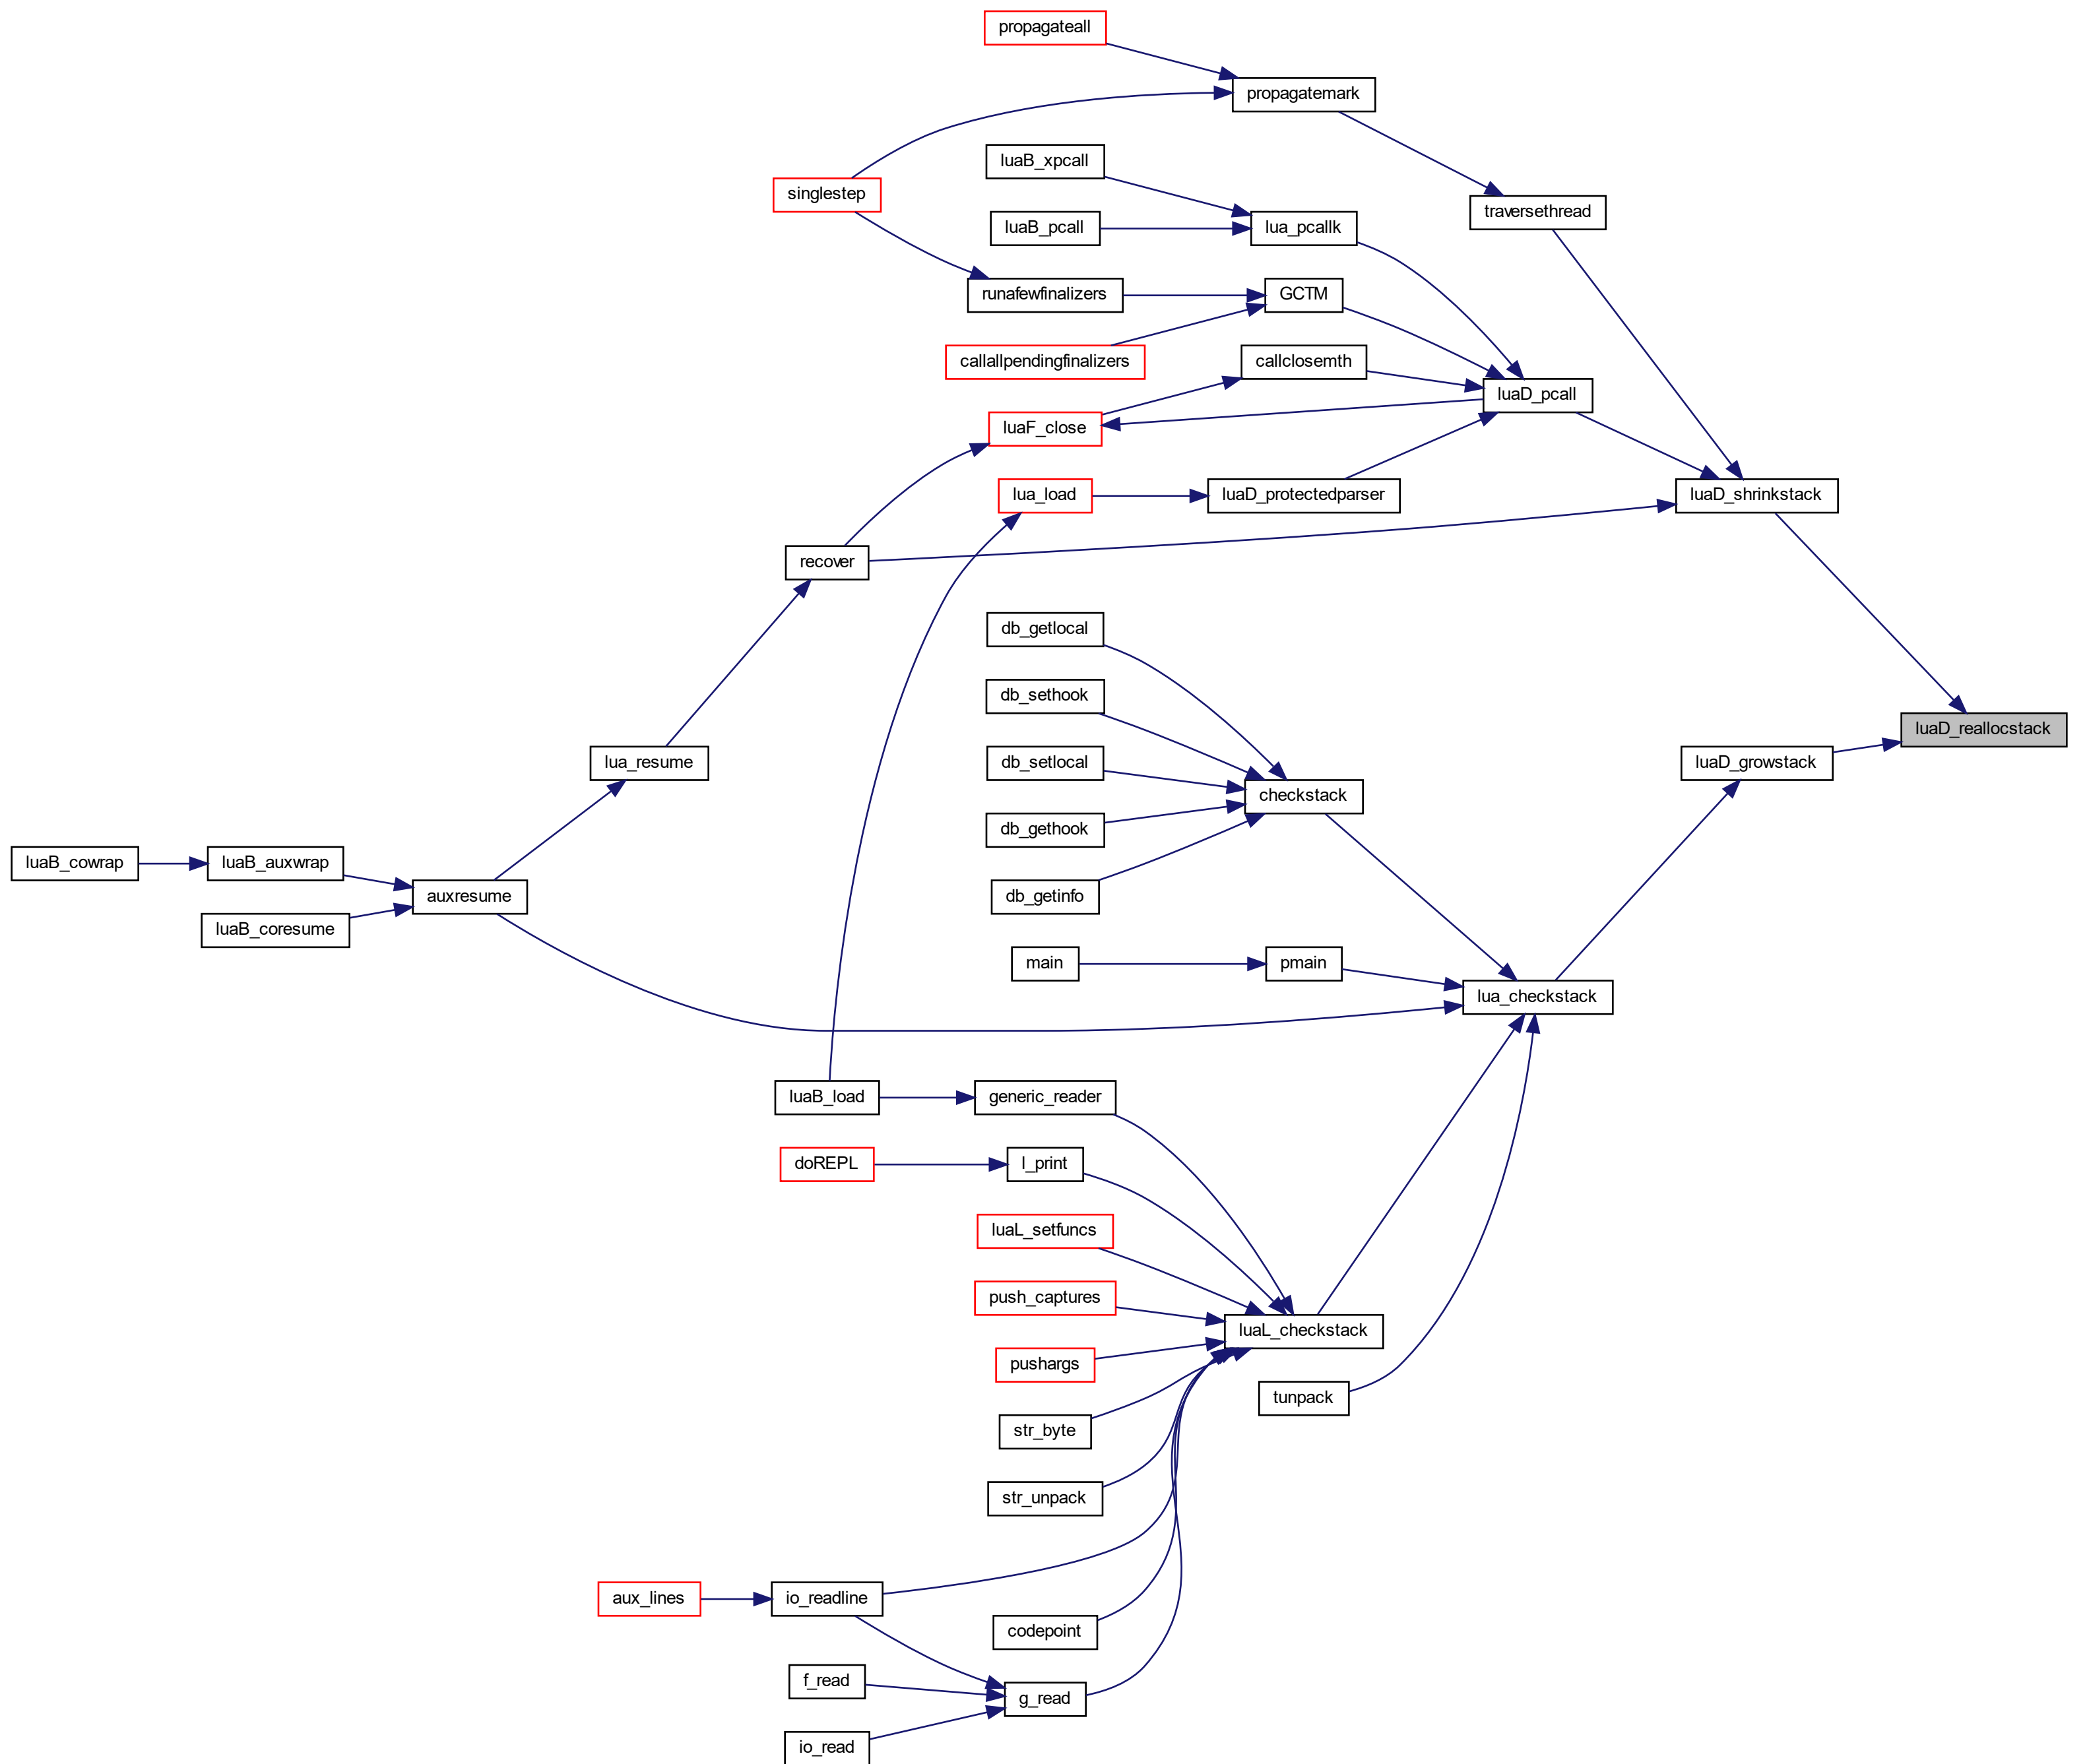 propagateall
propagatemark
luaB_xpcall
singlestep
traversethread
luaB_pcall
lua_pcallk
runafewfinalizers
GCTM
callallpendingfinalizers
callclosemth
luaD_pcall
luaF_close
lua_load
luaD_protectedparser
luaD_shrinkstack
recover
db_getlocal
db_sethook
luaD_reallocstack
lua_resume
db_setlocal
luaD_growstack
checkstack
db_gethook
luaB_cowrap
luaB_auxwrap
auxresume
db_getinfo
luaB_coresume
main
pmain
lua_checkstack
luaB_load
generic_reader
doREPL
l_print
luaL_setfuncs
push_captures
luaL_checkstack
pushargs
tunpack
str_byte
str_unpack
aux_lines
io_readline
codepoint
f_read
g_read
io_read